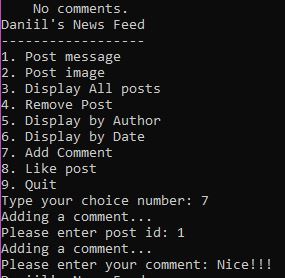 No comments.
Daniil's News Feed
------------------
1. Post message
2. Post image
3. Display All posts
4. Remove Post
5. Display by Author
6. Display by Date
7. Add Comment
8. Like post
9. Quit
Type your choice number: 7
Adding a comment...
Please enter post id: 1
Adding a comment...
Please enter your comment: Nice!!!